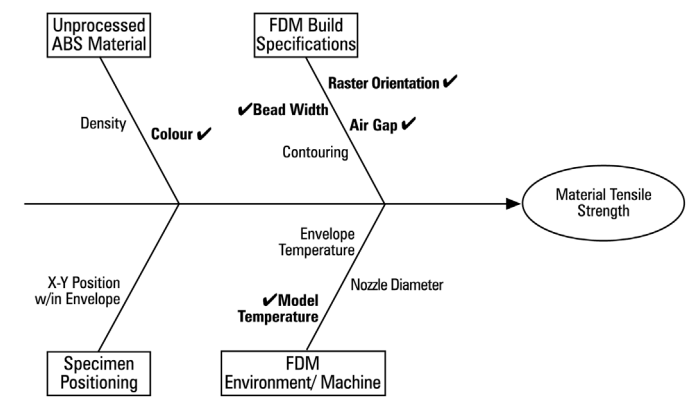 Unprocessed
ABS Material
FDM Build
Specifications
Raster Orientation ✔
✔Bead Width
Density
Colour ✔
Air Gap ✔
Contouring
Material Tensile
Strength
Envelope
Temperature
X-Y Position
w/in Envelope
Nozzle Diameter
✔Model
Temperature
Specimen
Positioning
FDM
Environment/ Machine